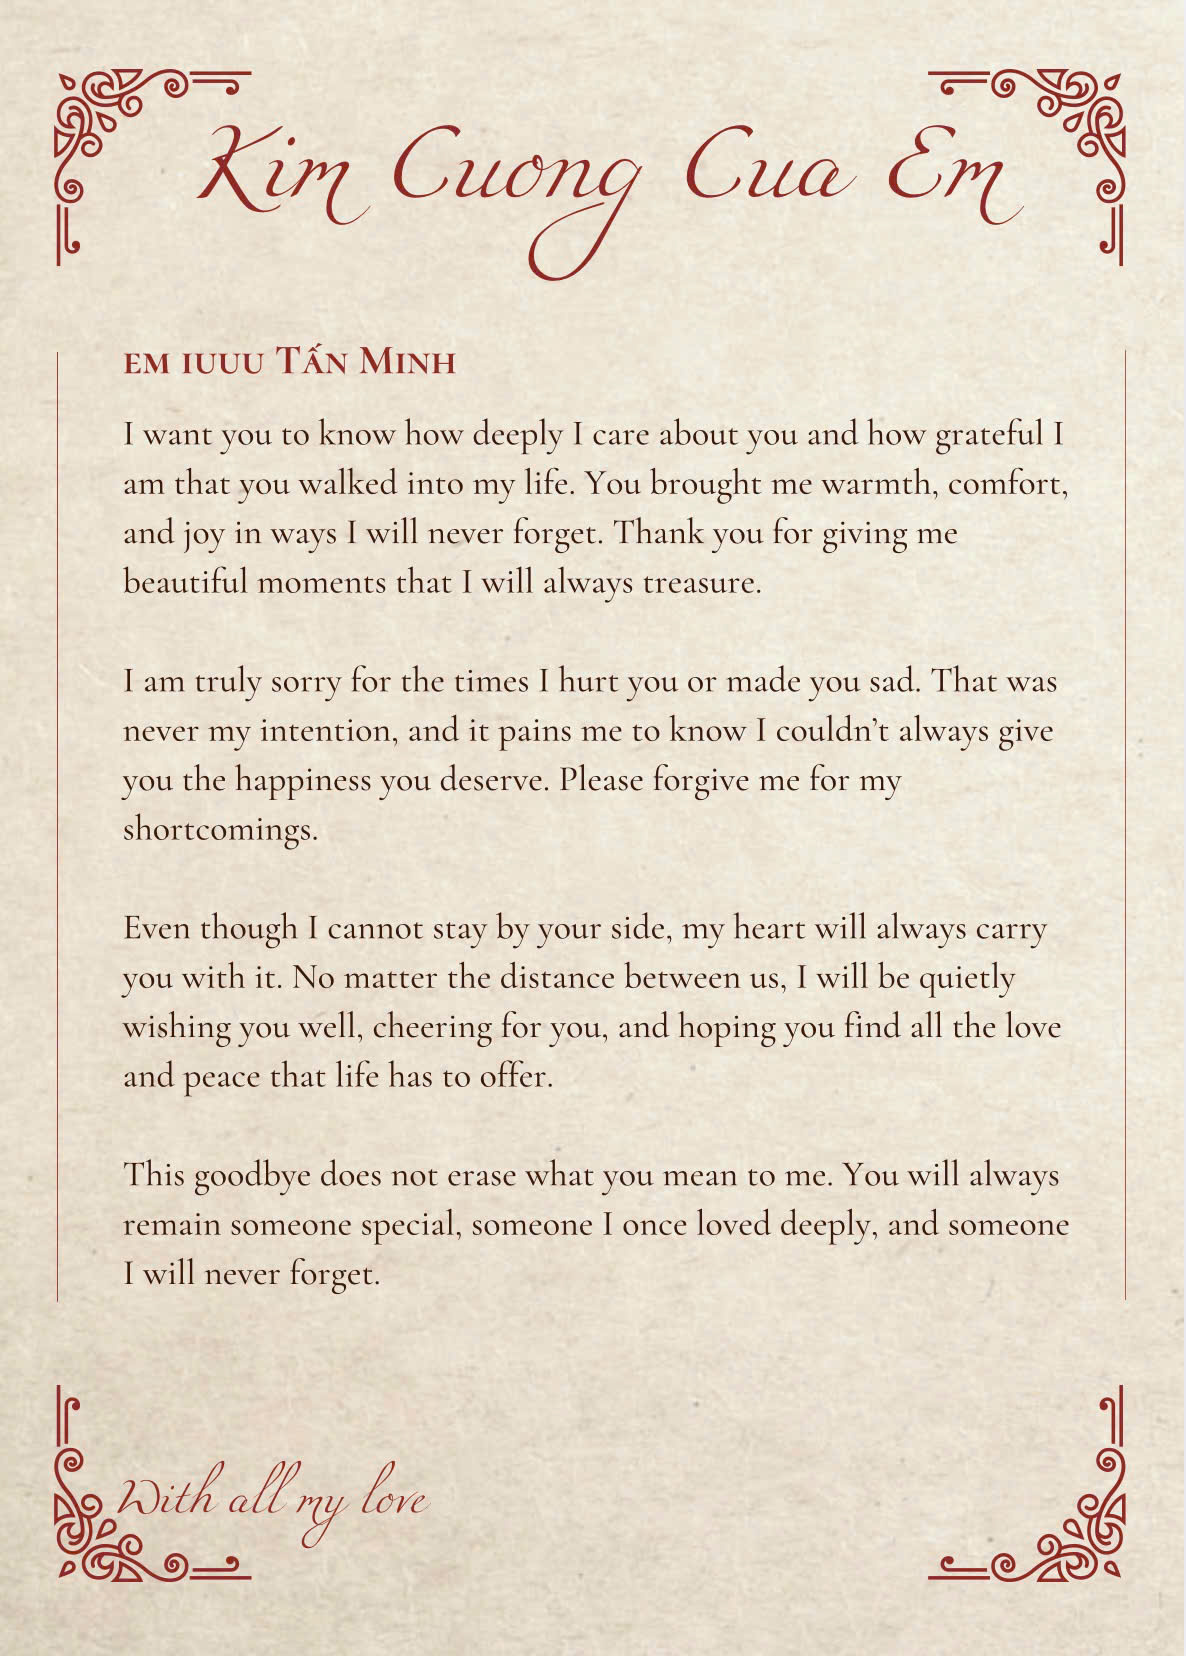 Kim Cuong Cua Em
EM IUUU TẤN MINH
I want you to know how deeply I care about you and how grateful I
am that you walked into my life. You brought me warmth, comfort,
and joy in ways I will never forget. Thank you for giving me
beautiful moments that I will always treasure.
I am truly sorry for the times I hurt you or made you sad. That was
never my intention, and it pains me to know I couldn’t always give
you the happiness you deserve. Please forgive me for my
shortcomings.
Even though I cannot stay by your side, my heart will always carry
you with it. No matter the distance between us, I will be quietly
wishing you well, cheering for you, and hoping you find all the love
and peace that life has to offer.
This goodbye does not erase what you mean to me. You will always
remain someone special, someone I once loved deeply, and someone
I will never forget.
With all my love